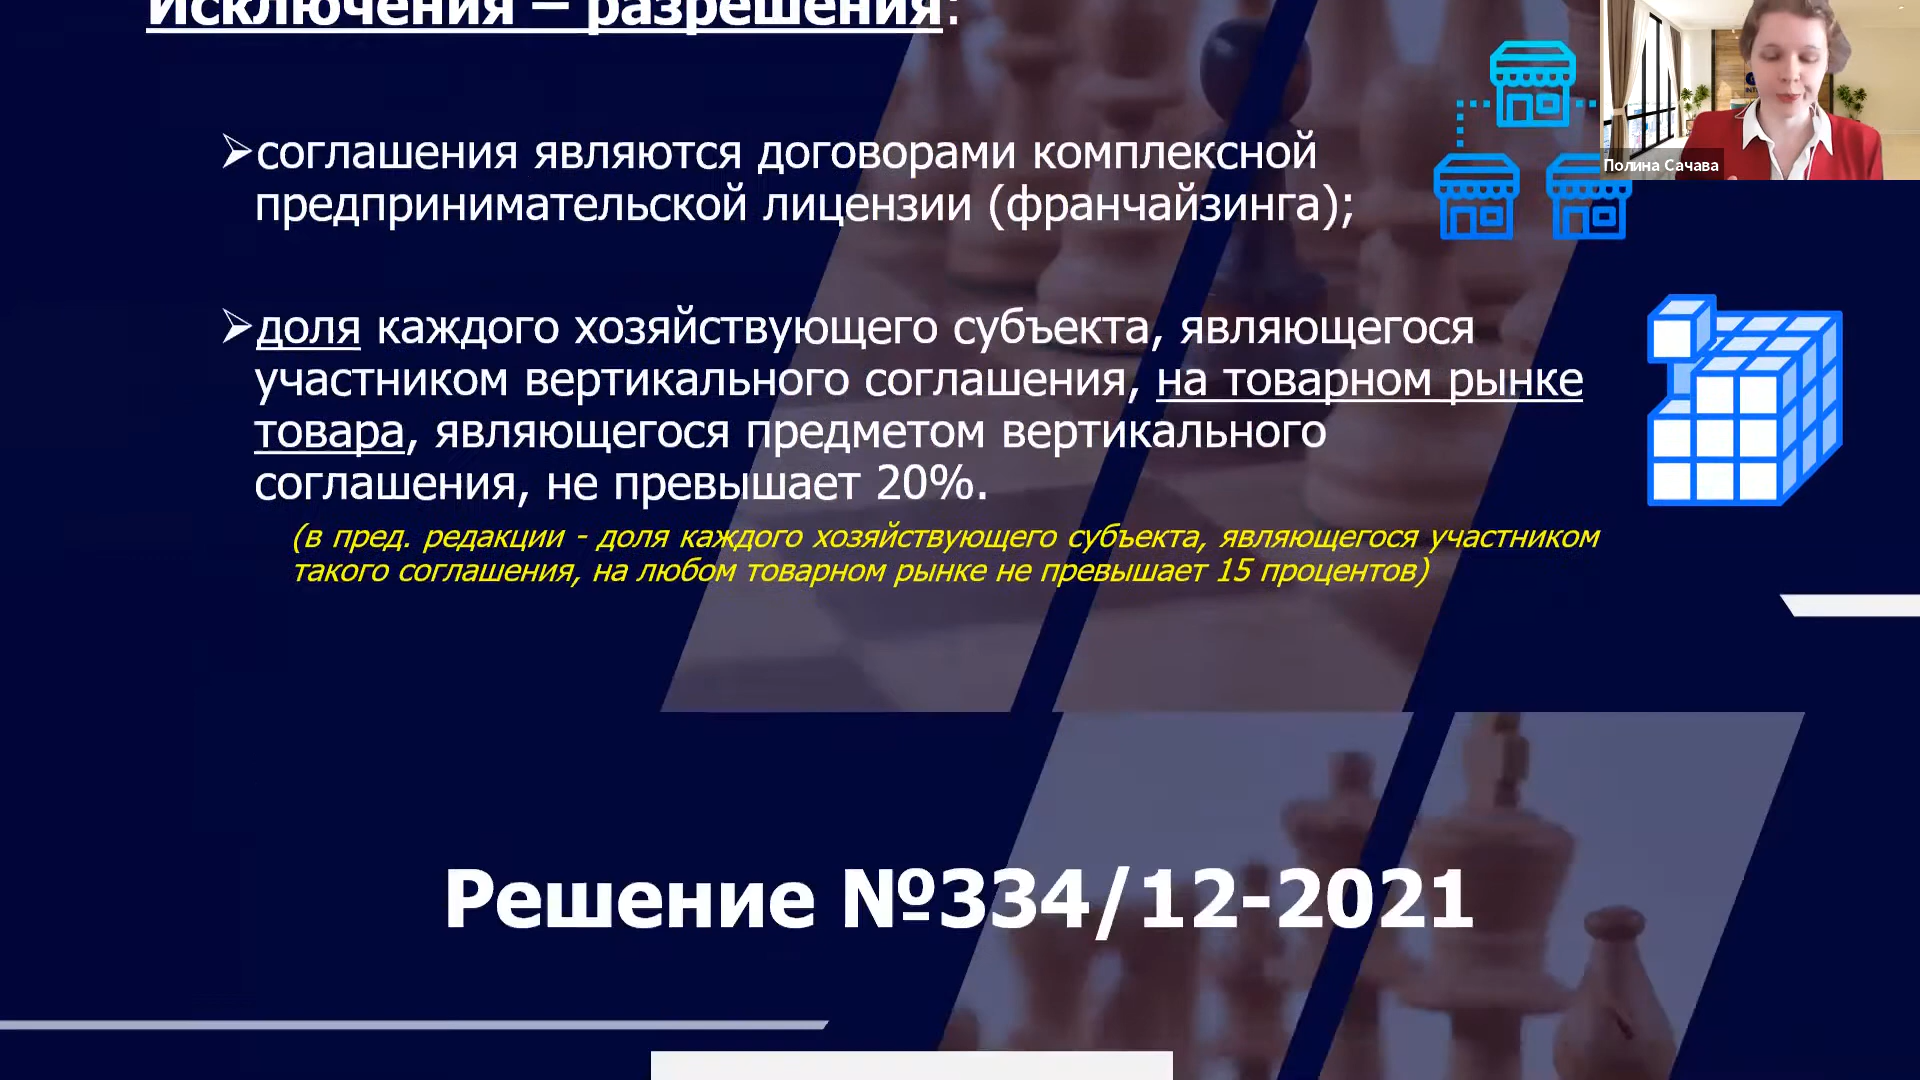 Исключения – разрешения:
➢соглашения являются договорами комплексной
предпринимательской лицензии (франчайзинга);
➢доля каждого хозяйствующего субъекта, являющегося
участником вертикального соглашения, на товарном рынке
товара, являющегося предметом вертикального
соглашения, не превышает 20%.
(в пред. редакции - доля каждого хозяйствующего субъекта, являющегося участником
такого соглашения, на любом товарном рынке не превышает 15 процентов)
Полина Сачава
Решение №334/12-2021